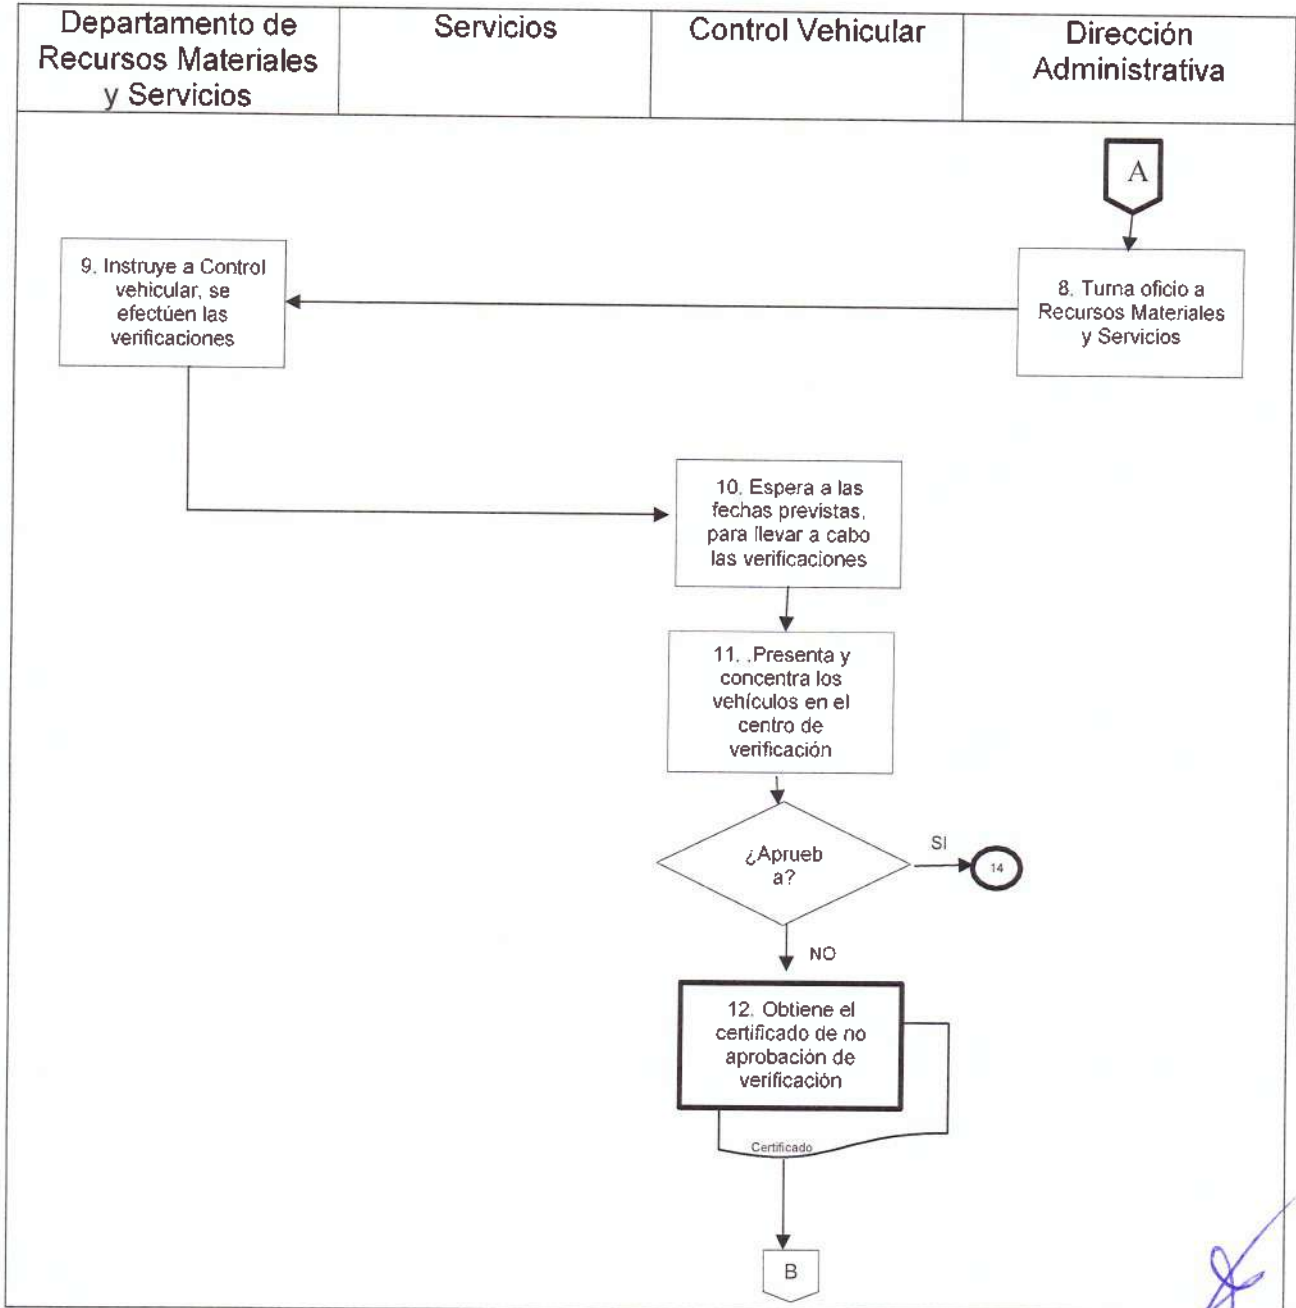 Departamento de
Recursos Materiales
y Servicios
Servicios
Control Vehicular
Dirección
Administrativa
A
8. Turna oficio a
Recursos Materiales
y Servicios
9. Instruye a Control
vehicular, se
efectúen las
verificaciones
10. Espera a las
fechas previstas,
para llevar a cabo
las verificaciones
11. .Presenta y
concentra los
vehículos en el
centro de
verificación
¿Aprueb
a?
SI
14
NO
12. Obtiene el
certificado de no
aprobación de
verificación
Certificado
B